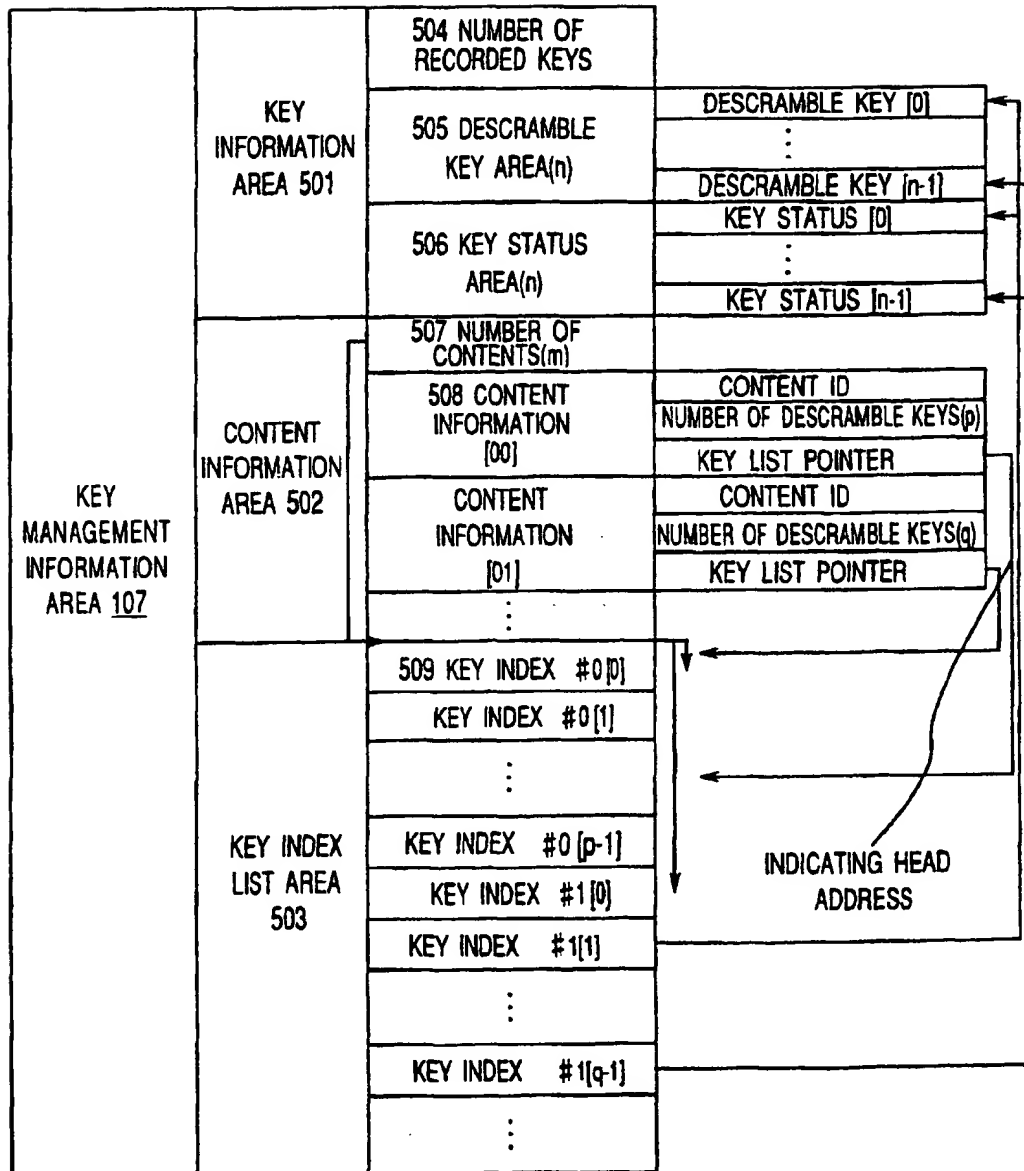 KEY
MANAGEMENT
INFORMATION
AREA 107
KEY
INFORMATION
AREA 501
504 NUMBER OF
RECORDED KEYS
505 DESCRAMBLE
KEY AREA(n)
DESCRAMBLE KEY [0]
⋮
DESCRAMBLE KEY [n-1]
506 KEY STATUS
AREA(n)
KEY STATUS [0]
⋮
KEY STATUS [n-1]
CONTENT
INFORMATION
AREA 502
507 NUMBER OF
CONTENTS(m)
508 CONTENT
INFORMATION
[00]
CONTENT ID
NUMBER OF DESCRAMBLE KEYS(p)
KEY LIST POINTER
CONTENT
INFORMATION
[01]
CONTENT ID
NUMBER OF DESCRAMBLE KEYS(q)
KEY LIST POINTER
⋮
KEY INDEX
LIST AREA
503
509 KEY INDEX #0[0]
KEY INDEX #0[1]
⋮
KEY INDEX #0[p-1]
KEY INDEX #1[0]
KEY INDEX #1[1]
⋮
KEY INDEX #1[q-1]
⋮
INDICATING HEAD
ADDRESS